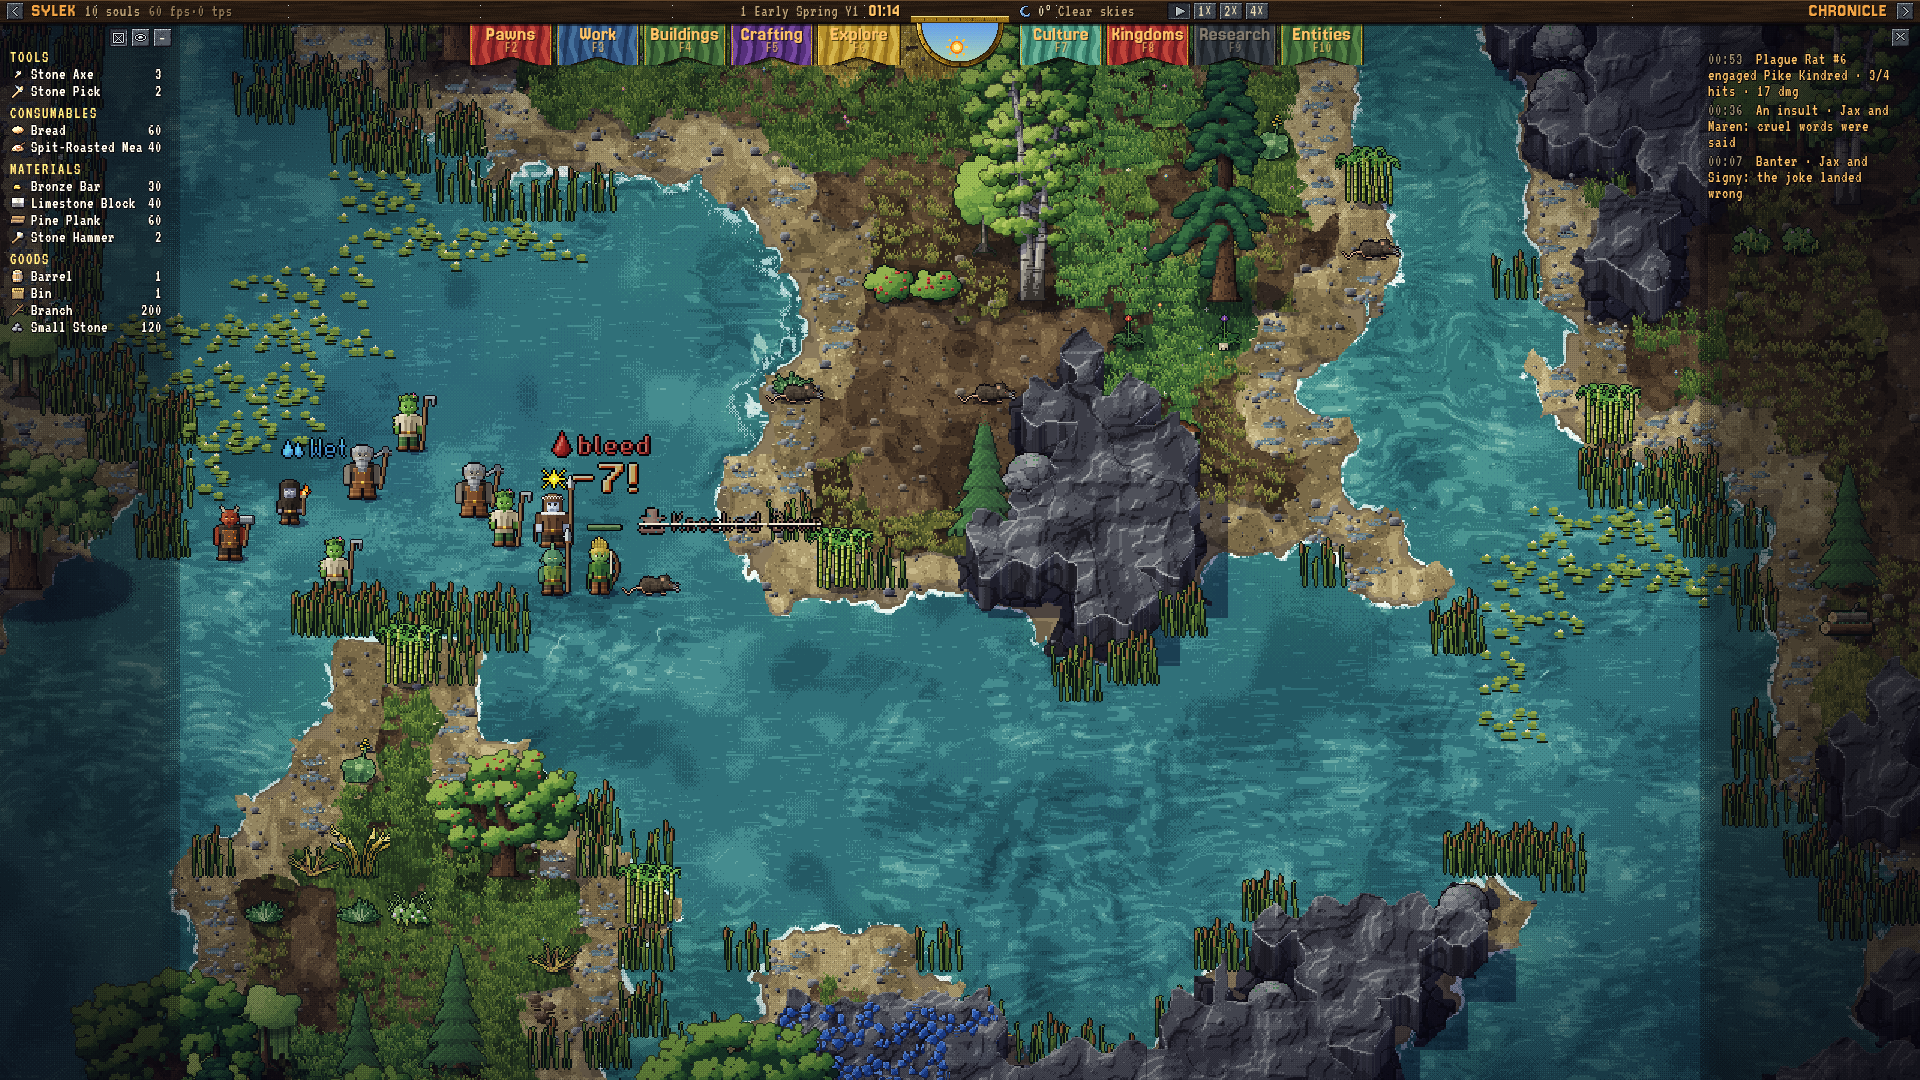 SYLEK 10 souls 60 fps·0 tps
1 Early Spring Y1 01:14
0° Clear skies
1X 2X 4X
CHRONICLE
Pawns
F2
Work
F3
Buildings
F4
Crafting
F5
Explore
F6
Culture
F7
Kingdoms
F8
Research
F9
Entities
F10
TOOLS
Stone Axe 3
Stone Pick 2
CONSUMABLES
Bread 60
Spit-Roasted Mea 40
MATERIALS
Bronze Bar 30
Limestone Block 40
Pine Plank 60
Stone Hammer 2
GOODS
Barrel 1
Bin 1
Branch 200
Small Stone 120
00:53 Plague Rat #6
engaged Pike Kindred · 3/4
hits · 17 dmg
00:36 An insult · Jax and
Maren: cruel words were
said
00:07 Banter · Jax and
Signy: the joke landed
wrong
Wet
bleed
-7!
Knocked